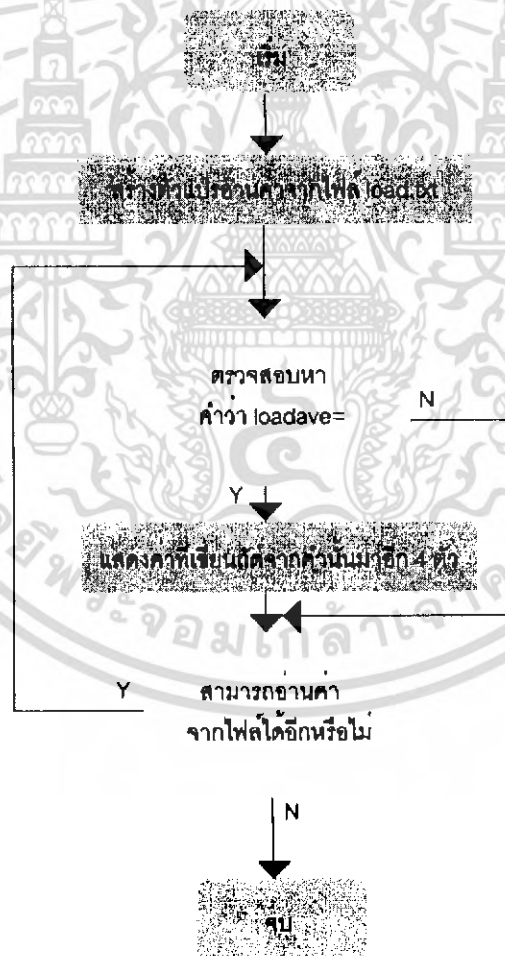 เริ่ม
สร้างตัวแปรอ่านค่าจากไฟล์ load.txt
ตรวจสอบหา
คำว่า loadave=
N
Y
แสดงค่าที่เขียนถัดจากตัวนั้นมาอีก 4 ตัว
Y
สามารถอ่านค่า
จากไฟล์ได้อีกหรือไม่
N
จบ